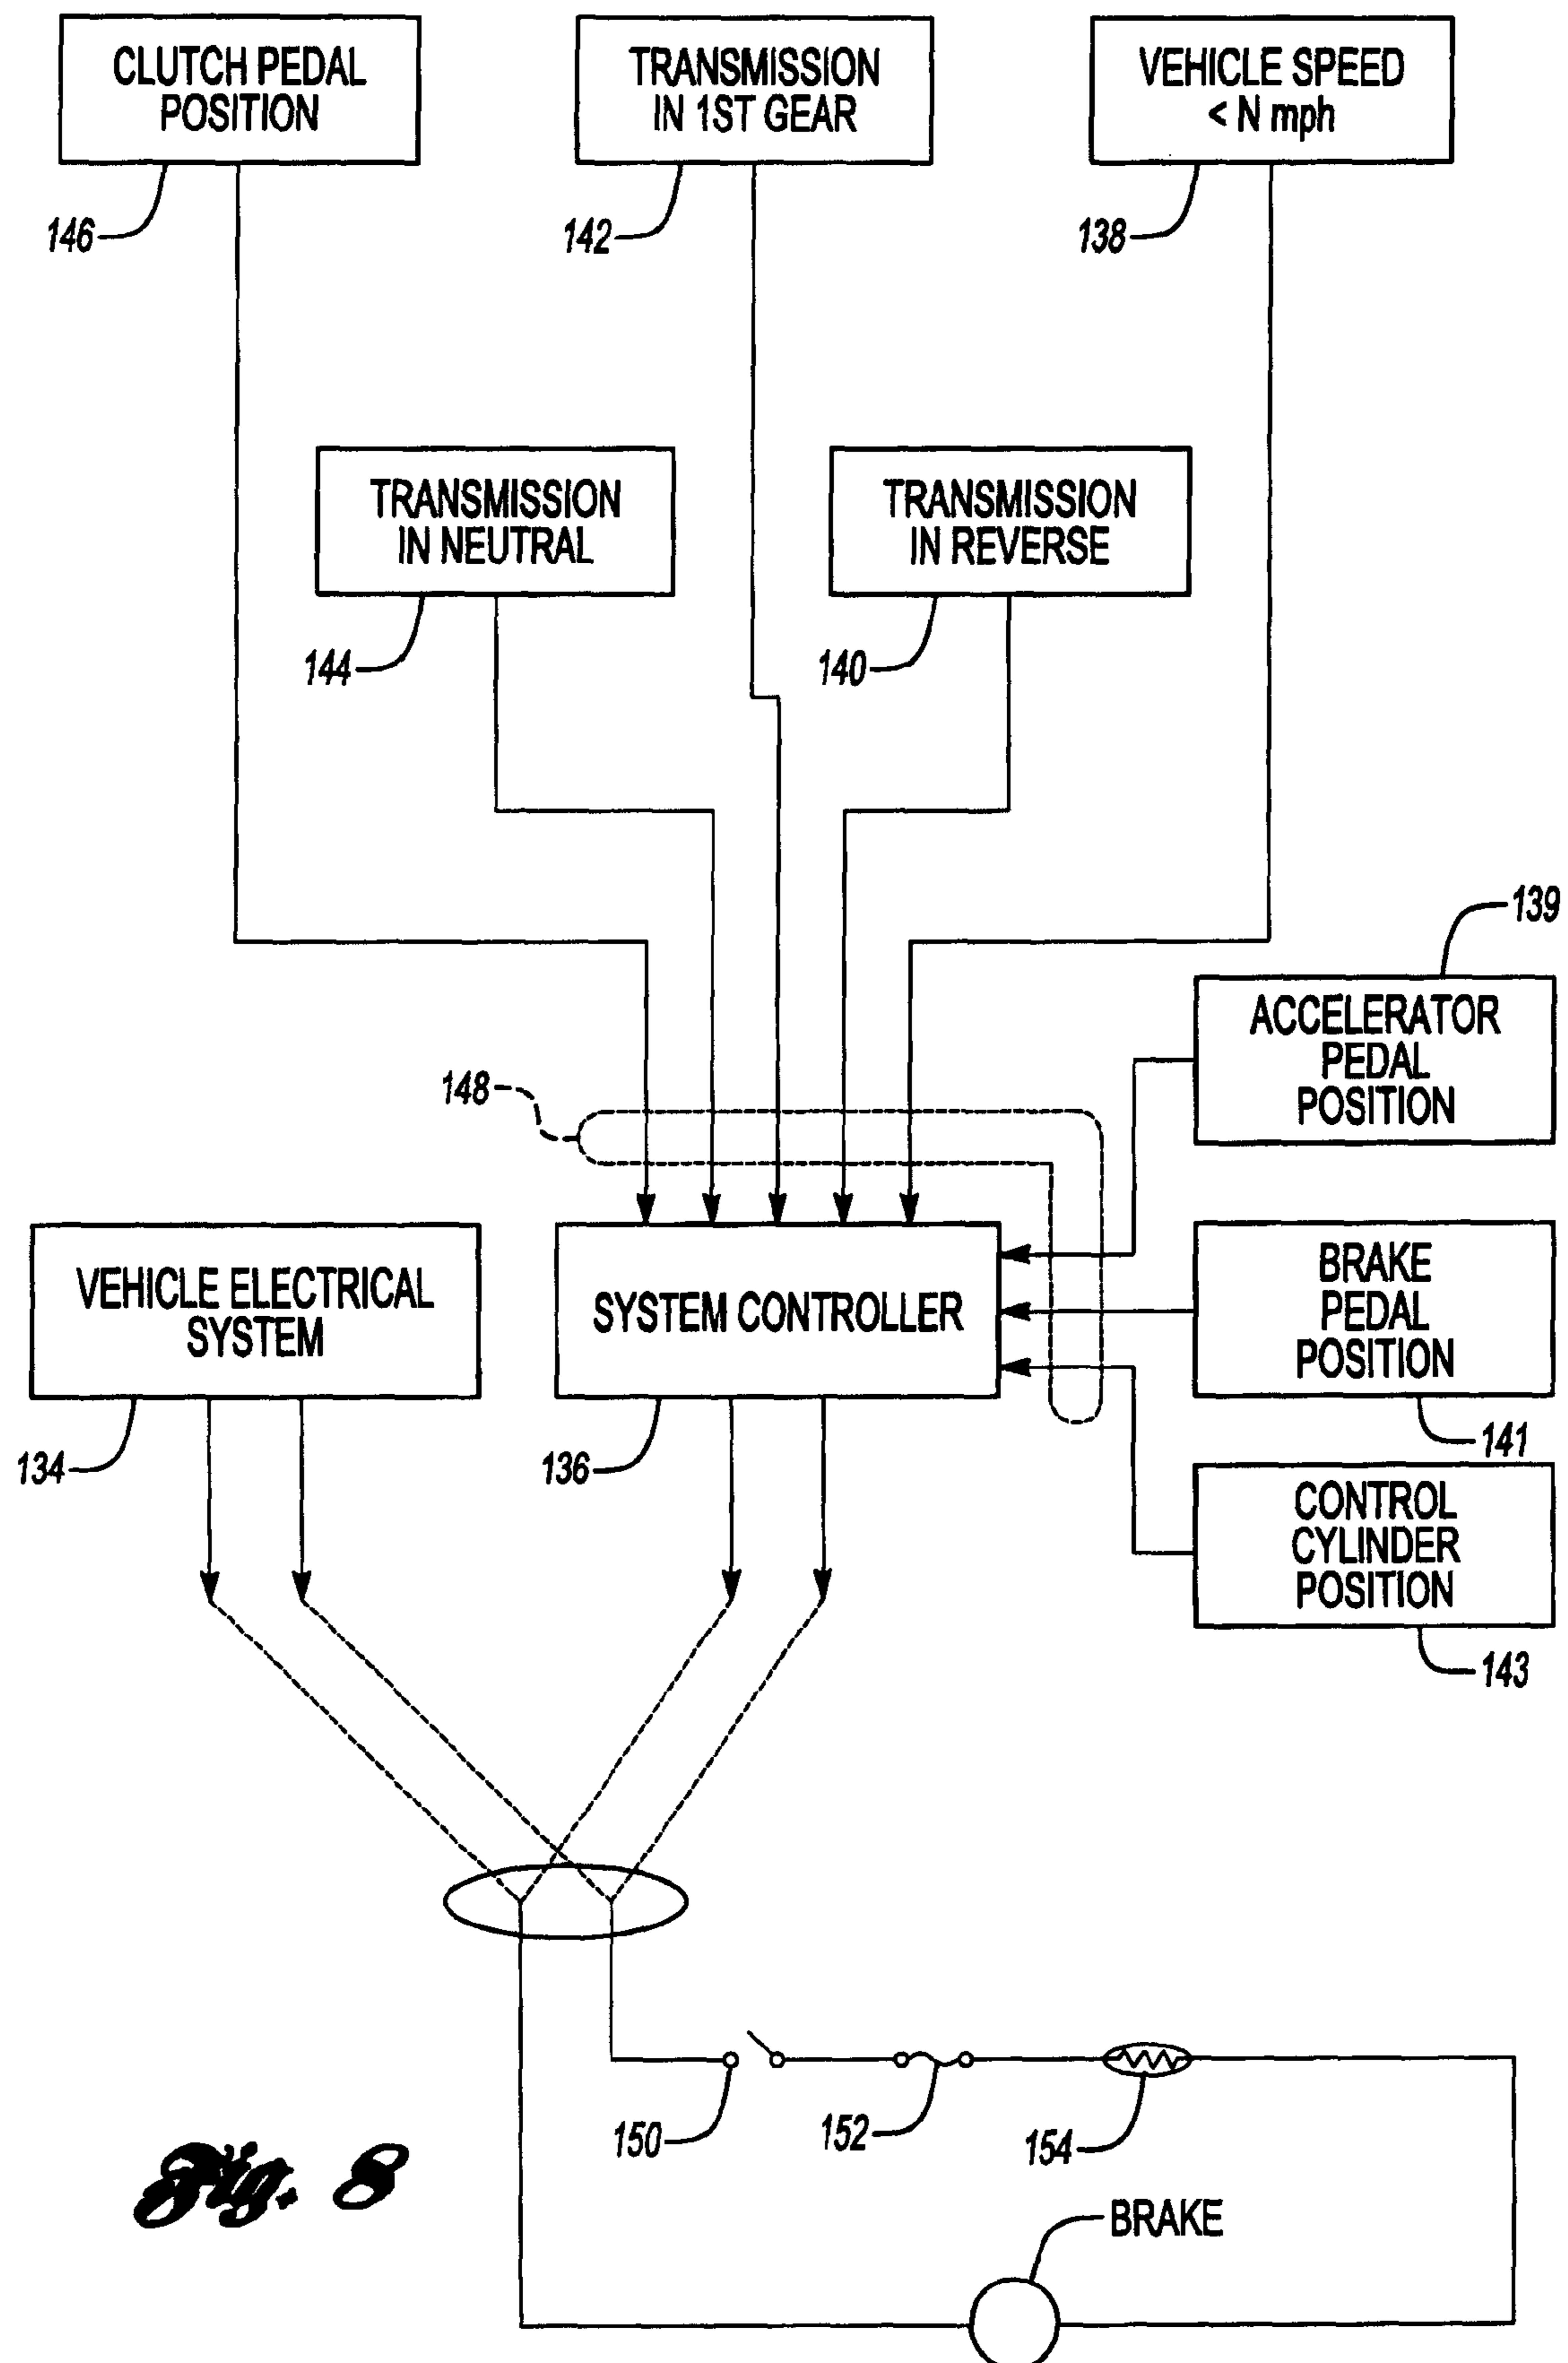 CLUTCH PEDAL
POSITION
TRANSMISSION
IN 1ST GEAR
VEHICLE SPEED
< N mph
146
142
138
TRANSMISSION
IN NEUTRAL
TRANSMISSION
IN REVERSE
144
140
139
ACCELERATOR
PEDAL
POSITION
148
VEHICLE ELECTRICAL
SYSTEM
SYSTEM CONTROLLER
BRAKE
PEDAL
POSITION
134
136
141
CONTROL
CYLINDER
POSITION
143
150
152
154
Fig. 8
BRAKE